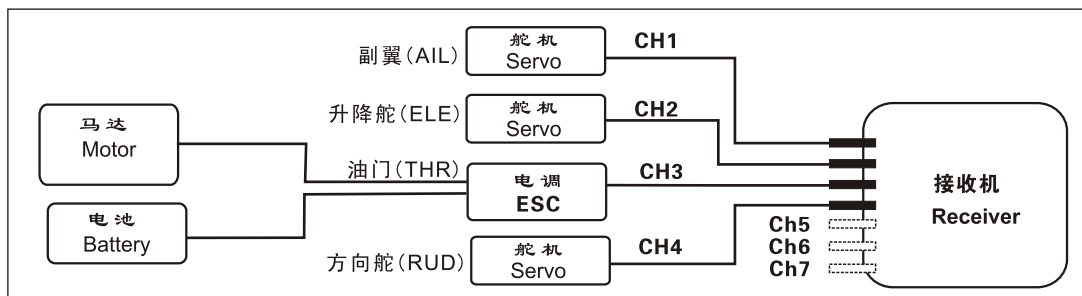 副翼(AIL)
舵机
Servo
CH1
升降舵(ELE)
舵机
Servo
CH2
马达
Motor
油门(THR)
电调
ESC
CH3
电池
Battery
方向舵(RUD)
舵机
Servo
CH4
Ch5
Ch6
Ch7
接收机
Receiver